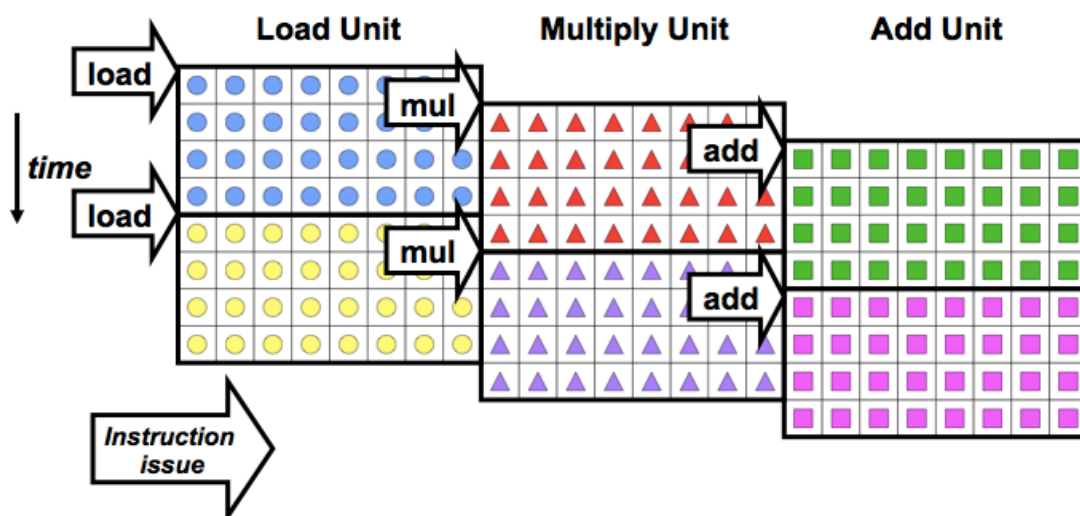 Load Unit
Multiply Unit
Add Unit
load
mul
add
time
load
mul
add
Instruction
issue